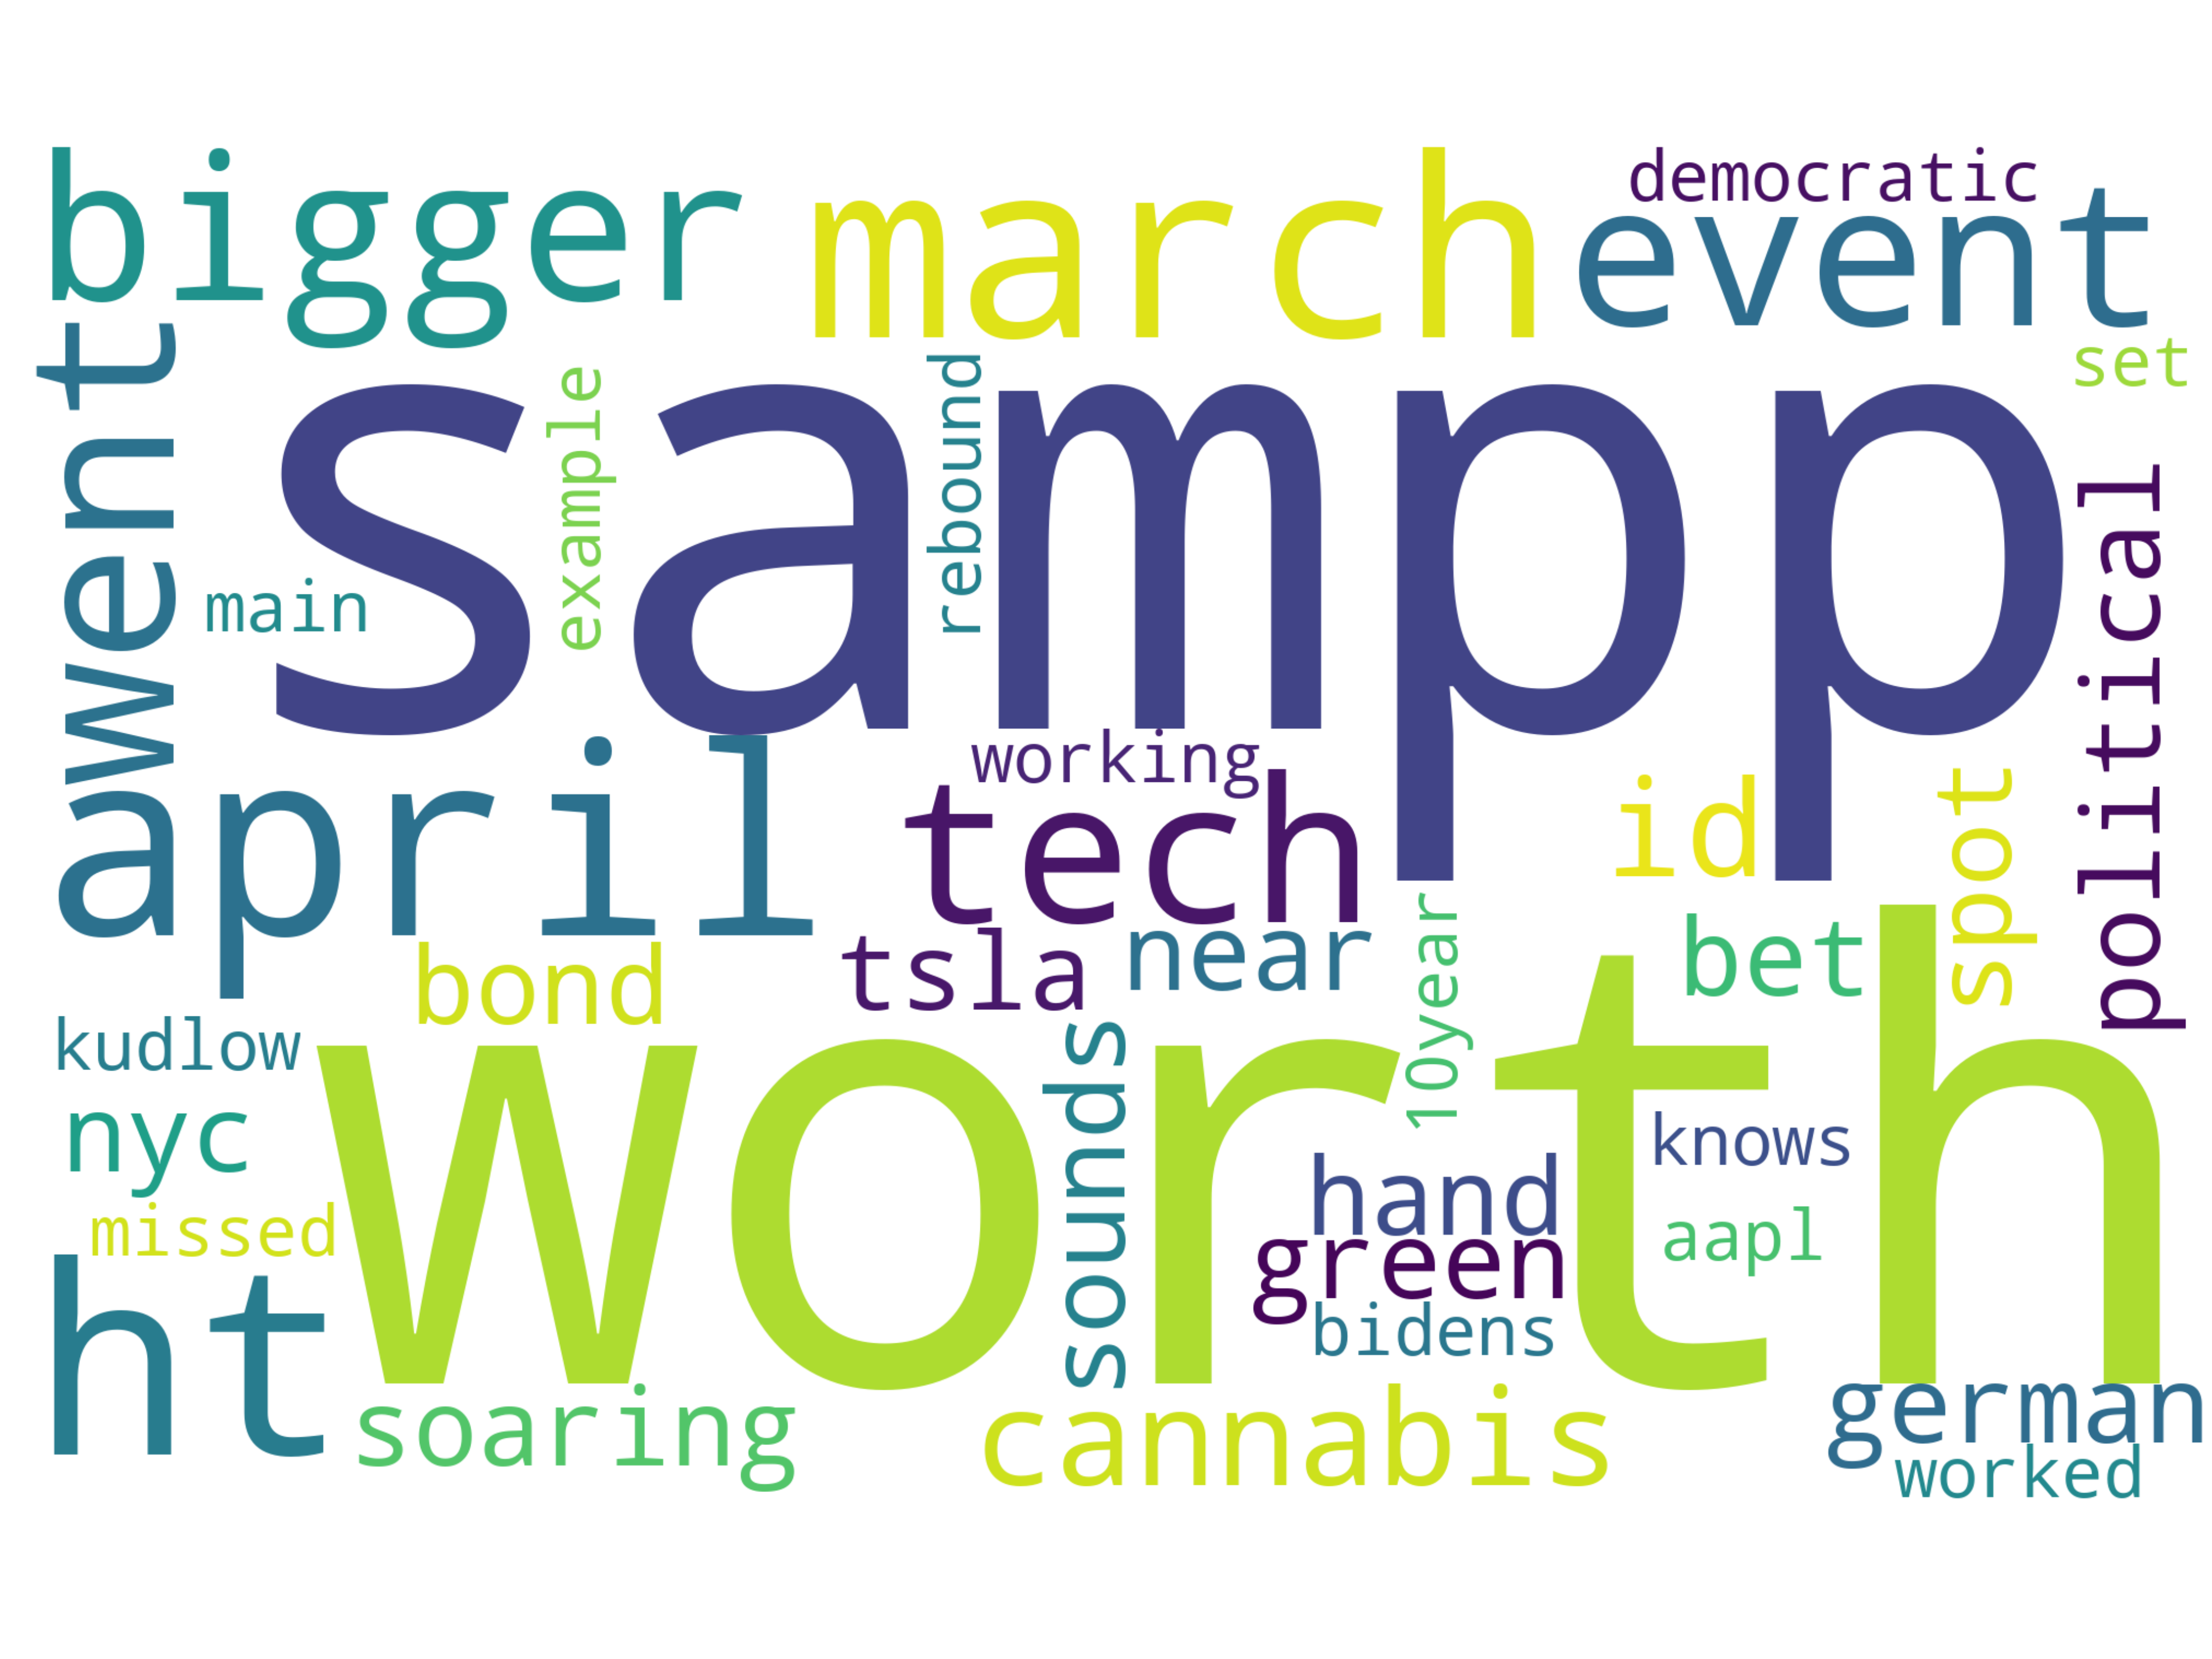 democratic
bigger
march
event
set
went
sampp
example
rebound
main
political
april
working
tech
id
spot
bond
tsla
near
10year
bet
kudlow
worth
nyc
sounds
knows
hand
missed
aapl
green
ht
bidens
soaring
cannabis
german
worked